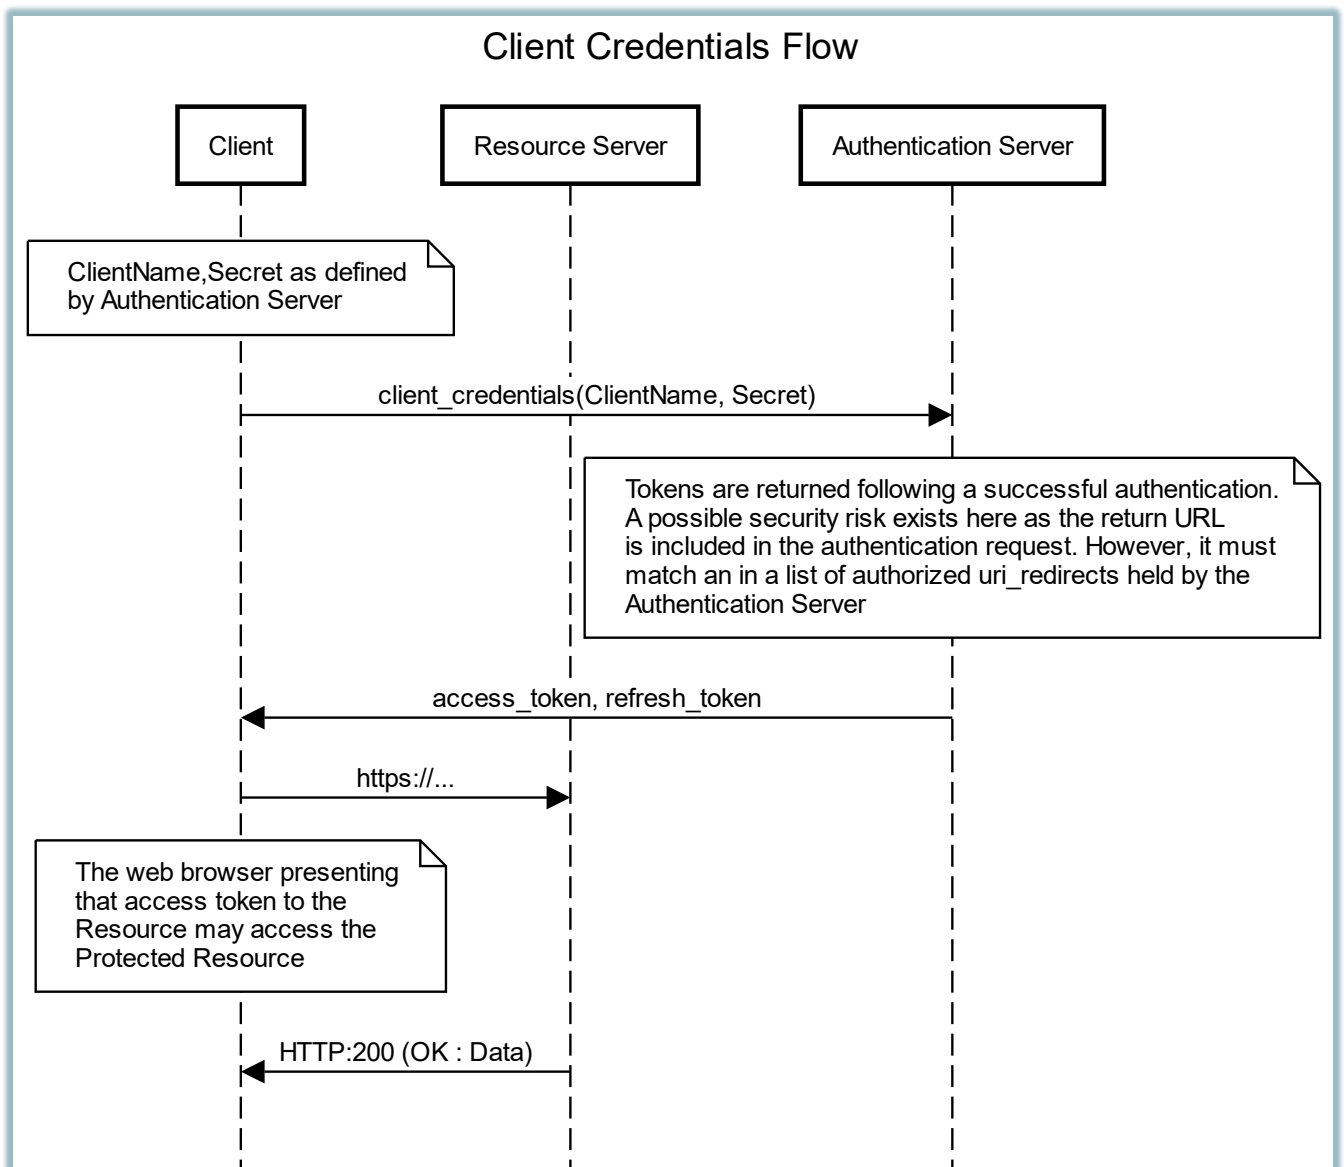 Client Credentials Flow
Client
Resource Server
Authentication Server
ClientName,Secret as defined
by Authentication Server
client_credentials(ClientName, Secret)
Tokens are returned following a successful authentication.
A possible security risk exists here as the return URL
is included in the authentication request. However, it must
match an in a list of authorized uri_redirects held by the
Authentication Server
access_token, refresh_token
https://...
The web browser presenting
that access token to the
Resource may access the
Protected Resource
HTTP:200 (OK : Data)